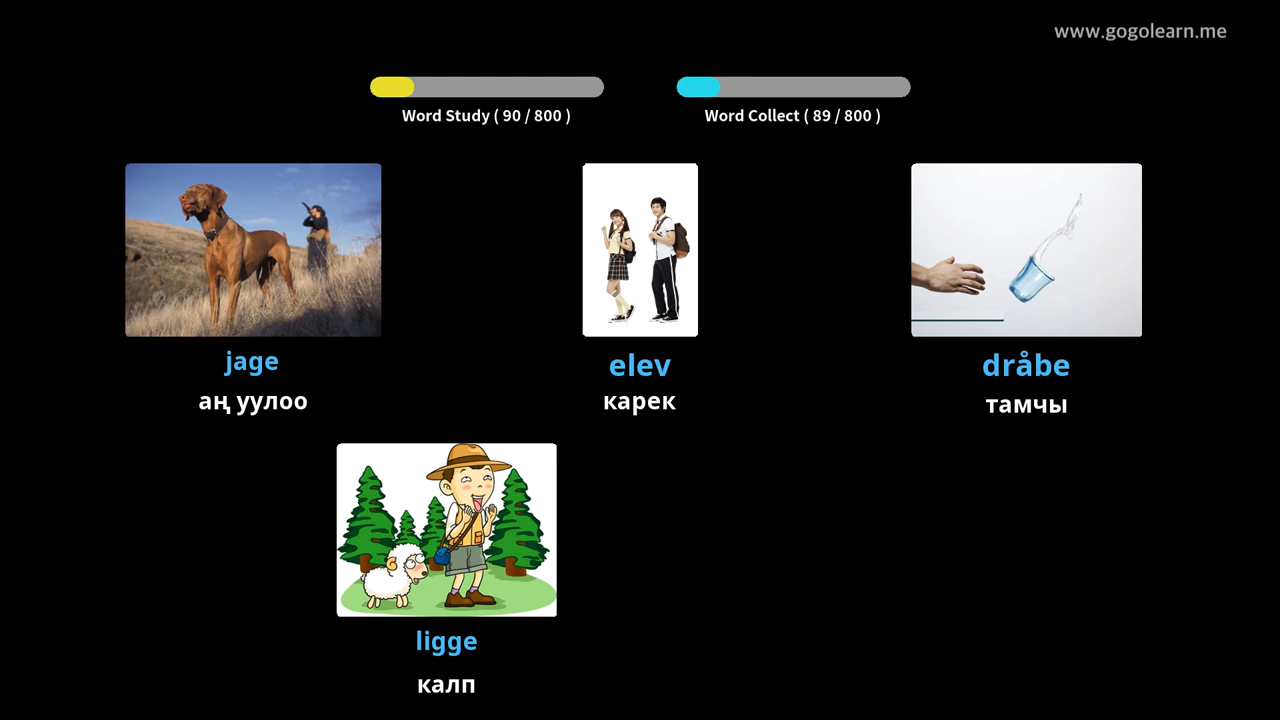 www.gogolearn.me
Word Study ( 90 / 800 )
Word Collect ( 89 / 800 )
jage
аң уулоо
elev
карек
dråbe
тамчы
ligge
калп